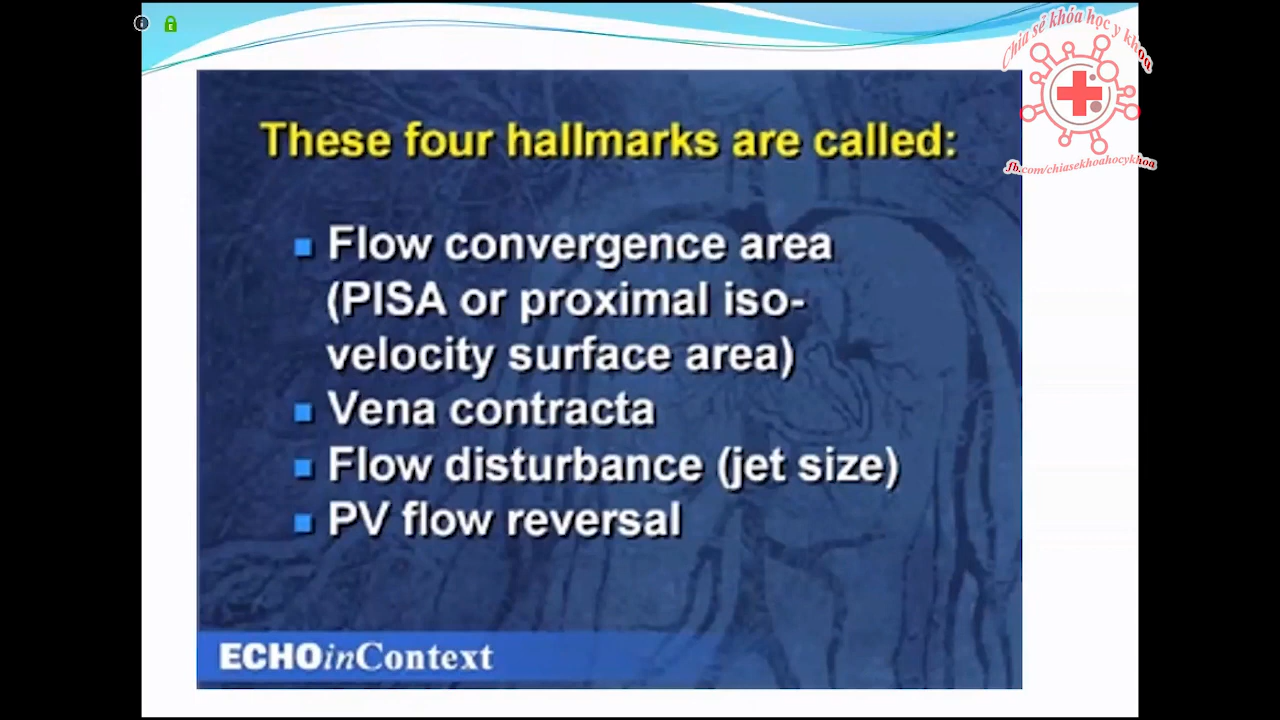 Chia sẻ khóa học y khoa
These four hallmarks are called:
Flow convergence area
(PISA or proximal iso-
velocity surface area)
Vena contracta
Flow disturbance (jet size)
PV flow reversal
fb.com/chiasekhoahocykhoa
ECHOinContext